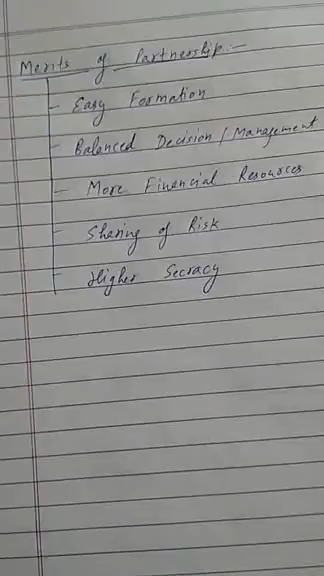 Merits of Partnership:-
- Easy Formation
- Balanced Decision / Management
- More Financial Resources
- Sharing of Risk
- Higher Secracy